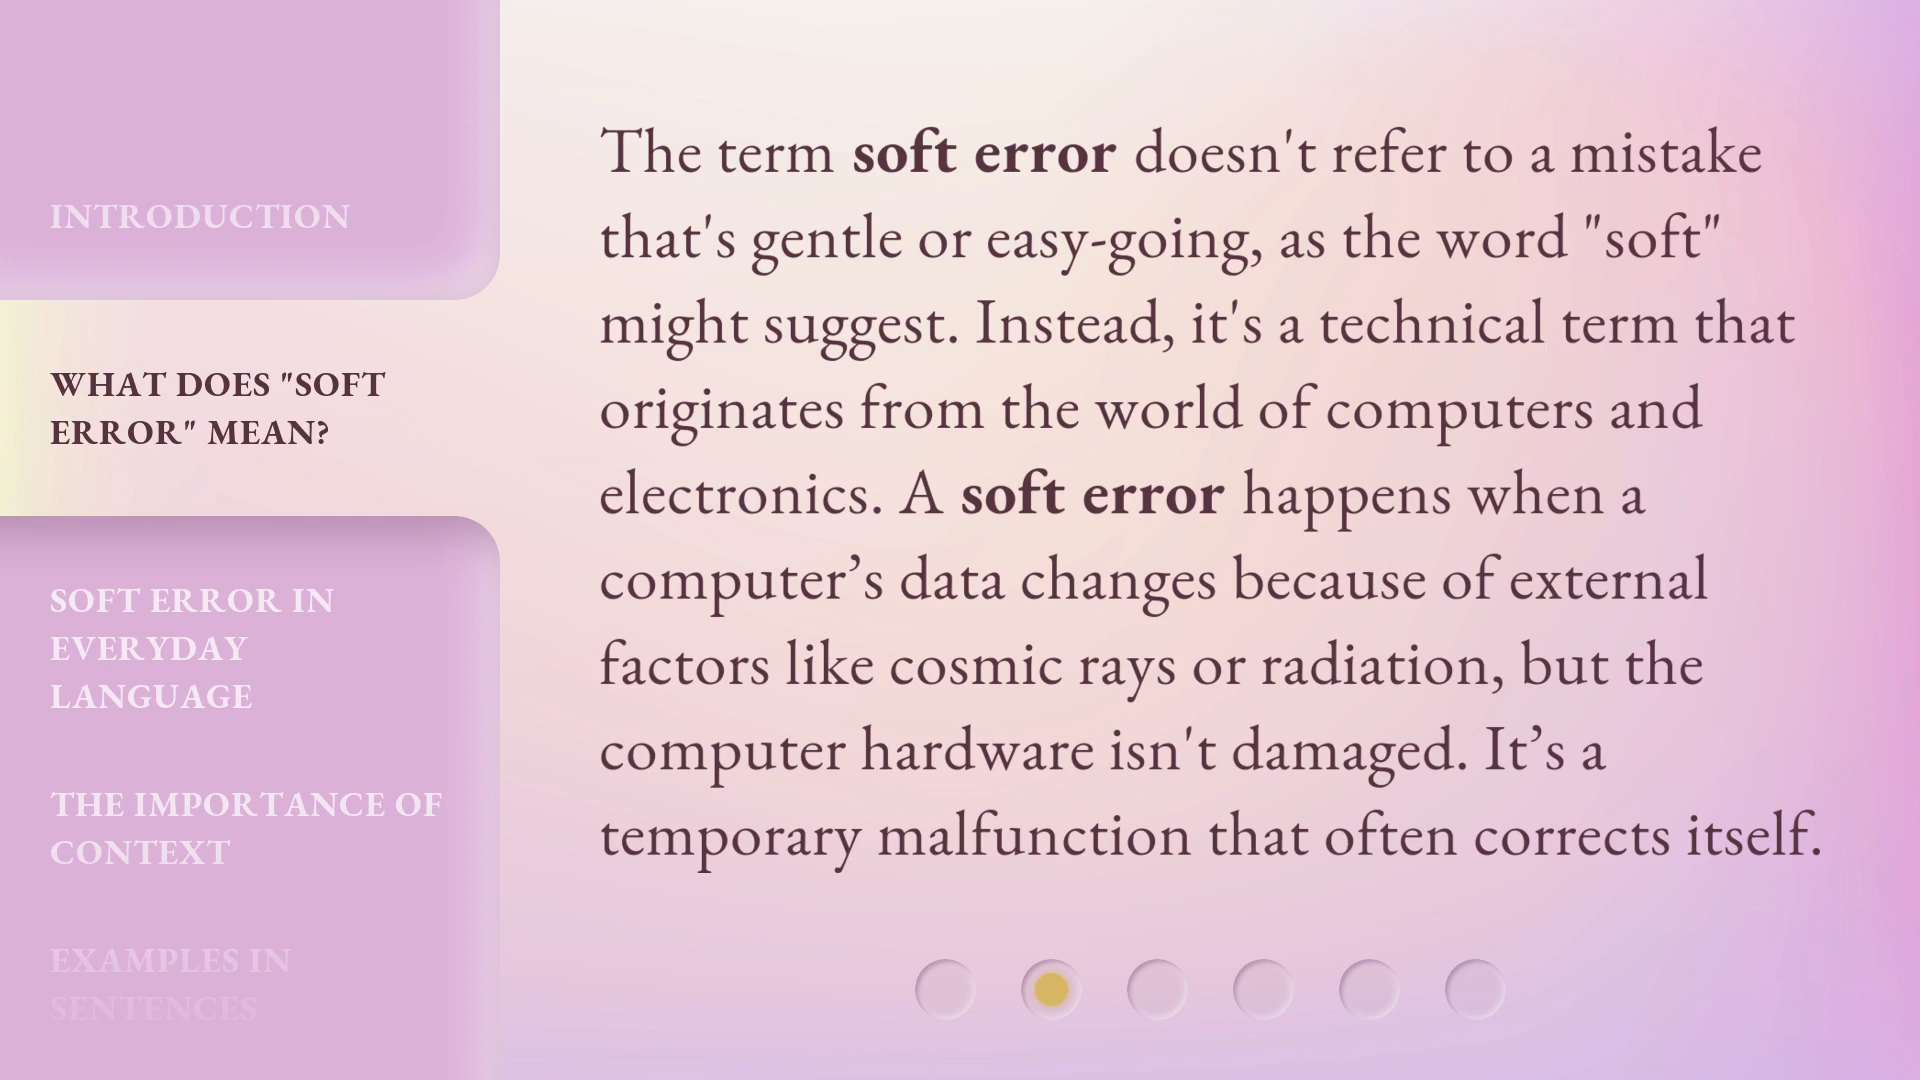 INTRODUCTION
WHAT DOES "SOFT
ERROR" MEAN?
SOFT ERROR IN
EVERYDAY
LANGUAGE
THE IMPORTANCE OF
CONTEXT
EXAMPLES IN
SENTENCES
The term soft error doesn't refer to a mistake
that's gentle or easy-going, as the word "soft"
might suggest. Instead, it's a technical term that
originates from the world of computers and
electronics. A soft error happens when a
computer’s data changes because of external
factors like cosmic rays or radiation, but the
computer hardware isn't damaged. It’s a
temporary malfunction that often corrects itself.